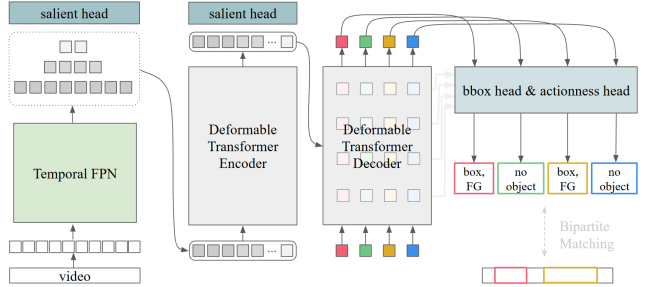 salient head
salient head
Temporal FPN
video
Deformable
Transformer
Encoder
...
...
Deformable
Transformer
Decoder
bbox head & actionness head
box,
FG
no
object
box,
FG
no
object
Bipartite
Matching